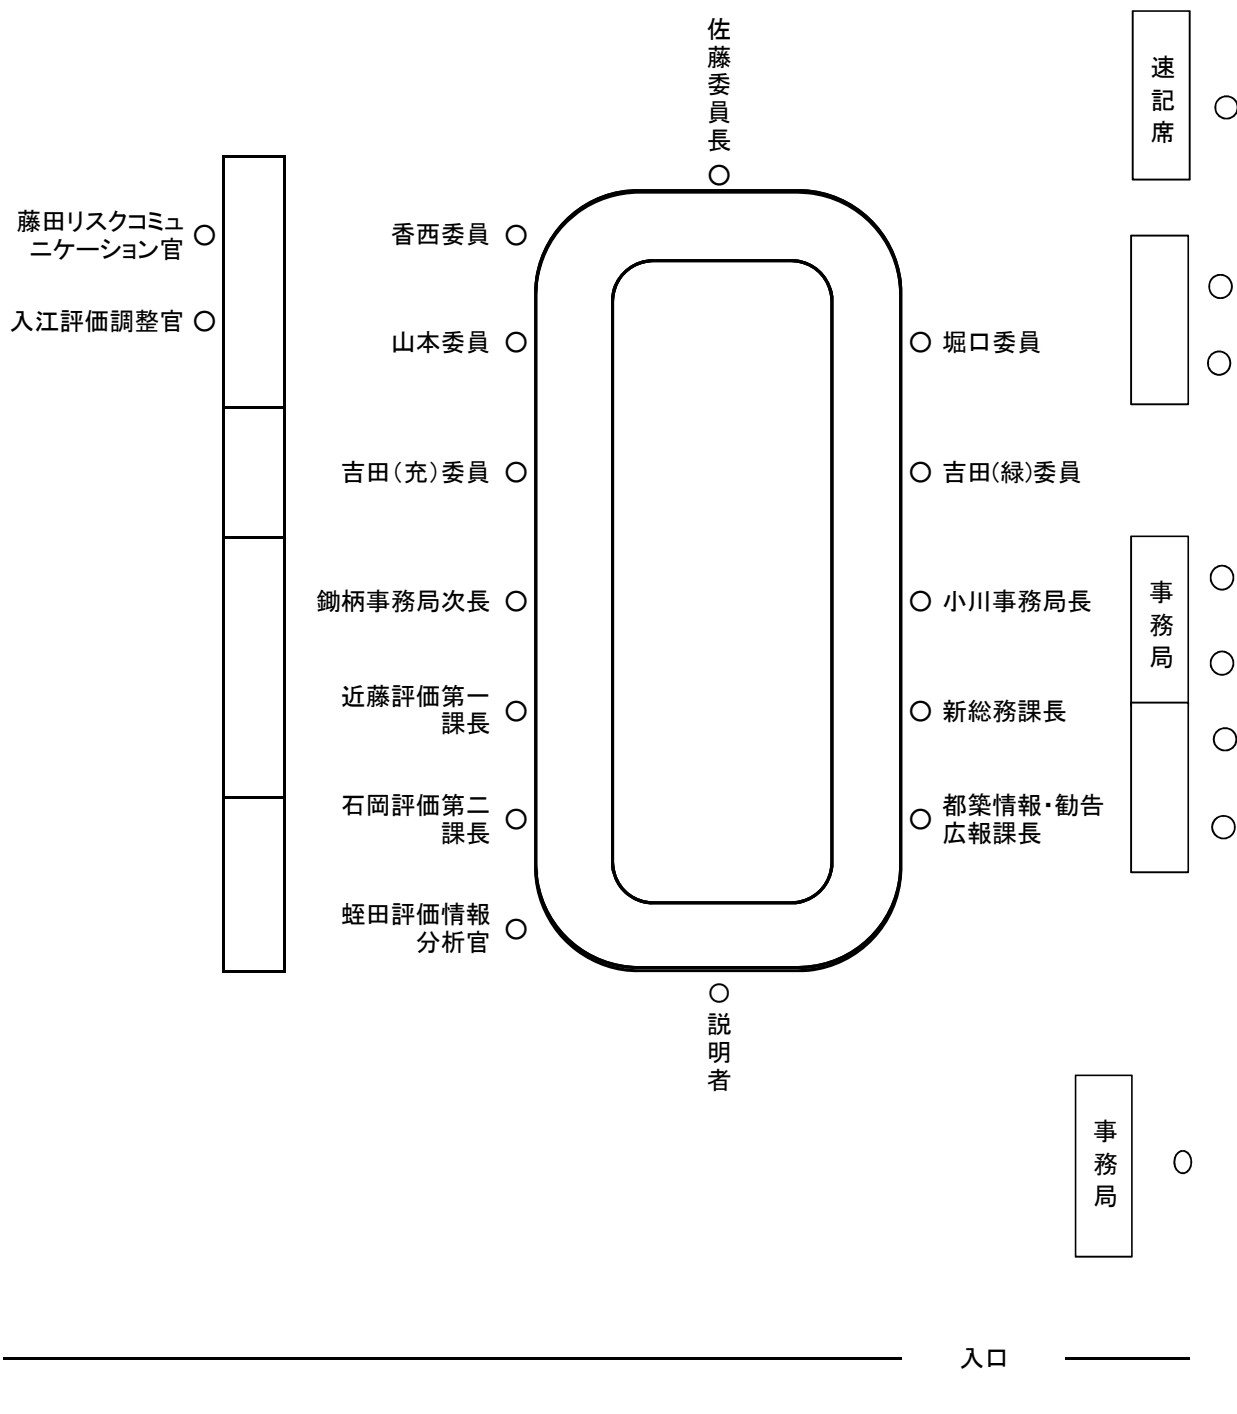 佐藤委員長
速記席
藤田リスクコミュ
ニケーション官
香西委員
入江評価調整官
山本委員
堀口委員
吉田（充）委員
吉田(緑)委員
鋤柄事務局次長
小川事務局長
事務局
近藤評価第一
課長
新総務課長
石岡評価第二
課長
都築情報・勧告
広報課長
蛭田評価情報
分析官
説明者
事務局
入口